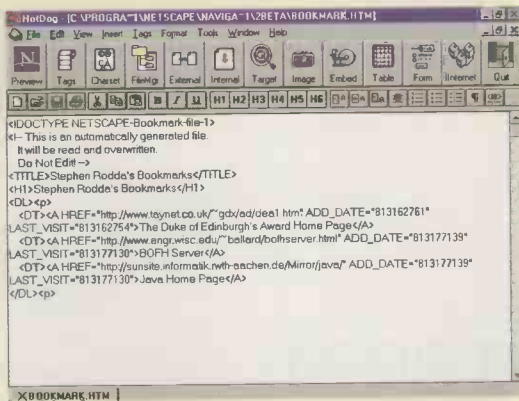 HotDog - [C:\PROGRA~1\NETSCAPE\NAVIGA~1\2BETA\BOOKMARK.HTM]
File Edit View Insert Tags Format Tools Window Help
Preview Tags Charset FileMgr External Internal Target Image Embed Table Form IInternet Quit
B I U H1 H2 H3 H4 H5 H6
<!DOCTYPE NETSCAPE-Bookmark-file-1>
<!-- This is an automatically generated file.
It will be read and overwritten.
Do Not Edit! -->
<TITLE>Stephen Rodda's Bookmarks</TITLE>
<H1>Stephen Rodda's Bookmarks</H1>
<DL><p>
<DT><A HREF="http://www.taynet.co.uk/~gdx/ad/dea1.htm" ADD_DATE="813162761"
LAST_VISIT="813162754">The Duke of Edinburgh's Award Home Page</A>
<DT><A HREF="http://www.engr.wisc.edu/~ballard/bofhserver.html" ADD_DATE="813177139"
LAST_VISIT="813177130">BOFH Server</A>
<DT><A HREF="http://sunsite.informatik.rwth-aachen.de/Mirror/java/" ADD_DATE="813177139"
LAST_VISIT="813177130">Java Home Page</A>
</DL><p>
BOOKMARK.HTM